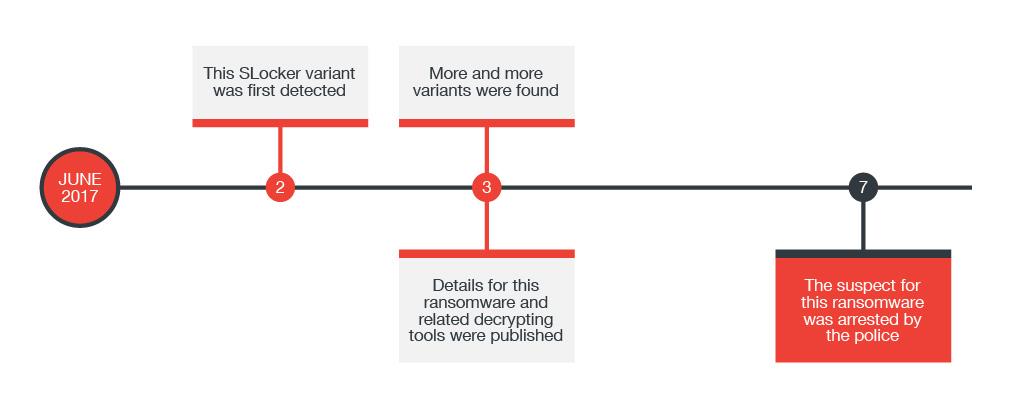 This SLocker variant
was first detected
More and more
variants were found
JUNE
2017
2
3
7
Details for this
ransomware and
related decrypting
tools were published
The suspect for
this ransomware
was arrested by
the police